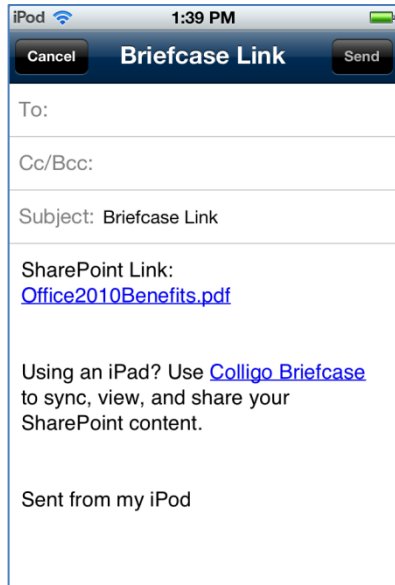 iPod 1:39 PM
Cancel Briefcase Link Send
To:
Cc/Bcc:
Subject: Briefcase Link
SharePoint Link:
Office2010Benefits.pdf
Using an iPad? Use Colligo Briefcase
to sync, view, and share your
SharePoint content.
Sent from my iPod